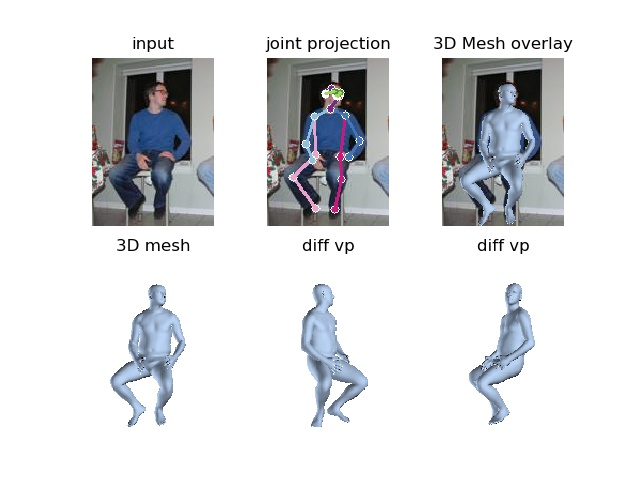 input
joint projection
3D Mesh overlay
3D mesh
diff vp
diff vp